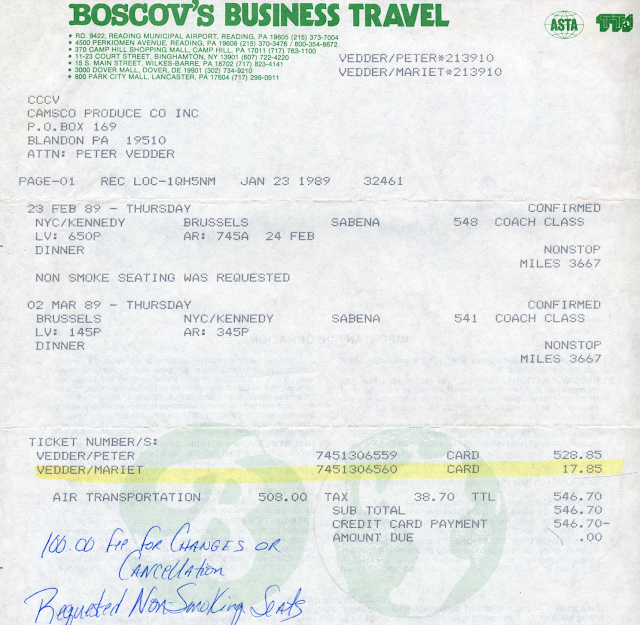 BOSCOV'S BUSINESS TRAVEL
ASTA
• RD. 9422, READING MUNICIPAL AIRPORT, READING, PA 19605 (215) 373-7004
• 4500 PERKIOMEN AVENUE, READING, PA 19606 (215) 370-3476 / 800-354-8672
• 370 CAMP HILL SHOPPING MALL, CAMP HILL, PA 17011 (717) 763-1100
• 11-23 COURT STREET, BINGHAMTON, NY 13901 (607) 722-4220
• 15 S. MAIN STREET, WILKES-BARRE, PA 18702 (717) 823-4141
• 3000 DOVER MALL, DOVER, DE 19901 (302) 734-9210
• 800 PARK CITY MALL, LANCASTER, PA 17604 (717) 299-0911
VEDDER/PETER*213910
VEDDER/MARIET*213910
CCCV
CAMSCO PRODUCE CO INC
P.O.BOX 169
BLANDON PA 19510
ATTN: PETER VEDDER
PAGE-01 REC LOC-1QH5NM JAN 23 1989 32461
23 FEB 89 - THURSDAY CONFIRMED
NYC/KENNEDY BRUSSELS SABENA 548 COACH CLASS
LV: 650P AR: 745A 24 FEB
DINNER NONSTOP
MILES 3667
NON SMOKE SEATING WAS REQUESTED
02 MAR 89 - THURSDAY CONFIRMED
BRUSSELS NYC/KENNEDY SABENA 541 COACH CLASS
LV: 145P AR: 345P
DINNER NONSTOP
MILES 3667
TICKET NUMBER/S:
VEDDER/PETER 7451306559 CARD 528.85
VEDDER/MARIET 7451306560 CARD 17.85
AIR TRANSPORTATION 508.00 TAX 38.70 TTL 546.70
SUB TOTAL 546.70
CREDIT CARD PAYMENT 546.70-
AMOUNT DUE .00
100.00 Fee for Changes or
Cancellation
Requested Non-Smoking Seats